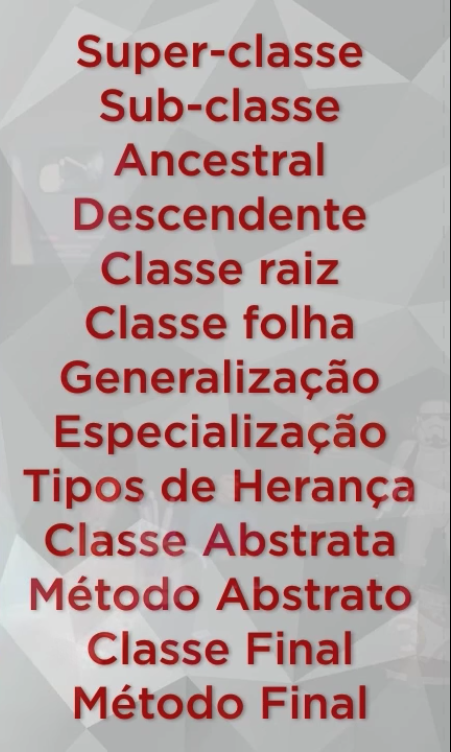 Super-classe
Sub-classe
Ancestral
Descendente
Classe raiz
Classe folha
Generalização
Especialização
Tipos de Herança
Classe Abstrata
Método Abstrato
Classe Final
Método Final